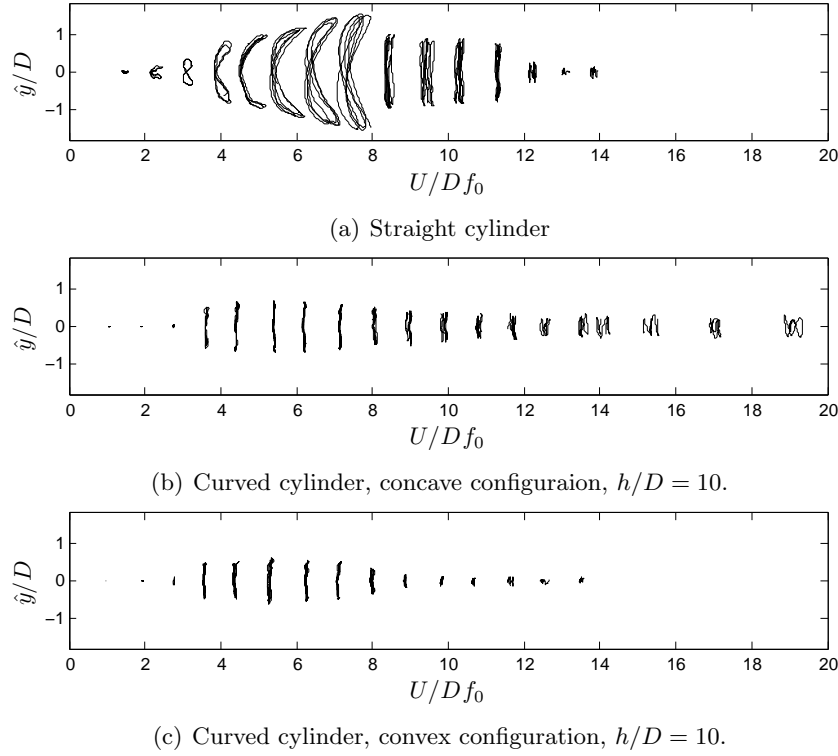 ŷ/D
1
0
−1
0 2 4 6 8 10 12 14 16 18 20
U/Df₀
(a) Straight cylinder
ŷ/D
1
0
−1
0 2 4 6 8 10 12 14 16 18 20
U/Df₀
(b) Curved cylinder, concave configuraion, h/D = 10.
ŷ/D
1
0
−1
0 2 4 6 8 10 12 14 16 18 20
U/Df₀
(c) Curved cylinder, convex configuration, h/D = 10.